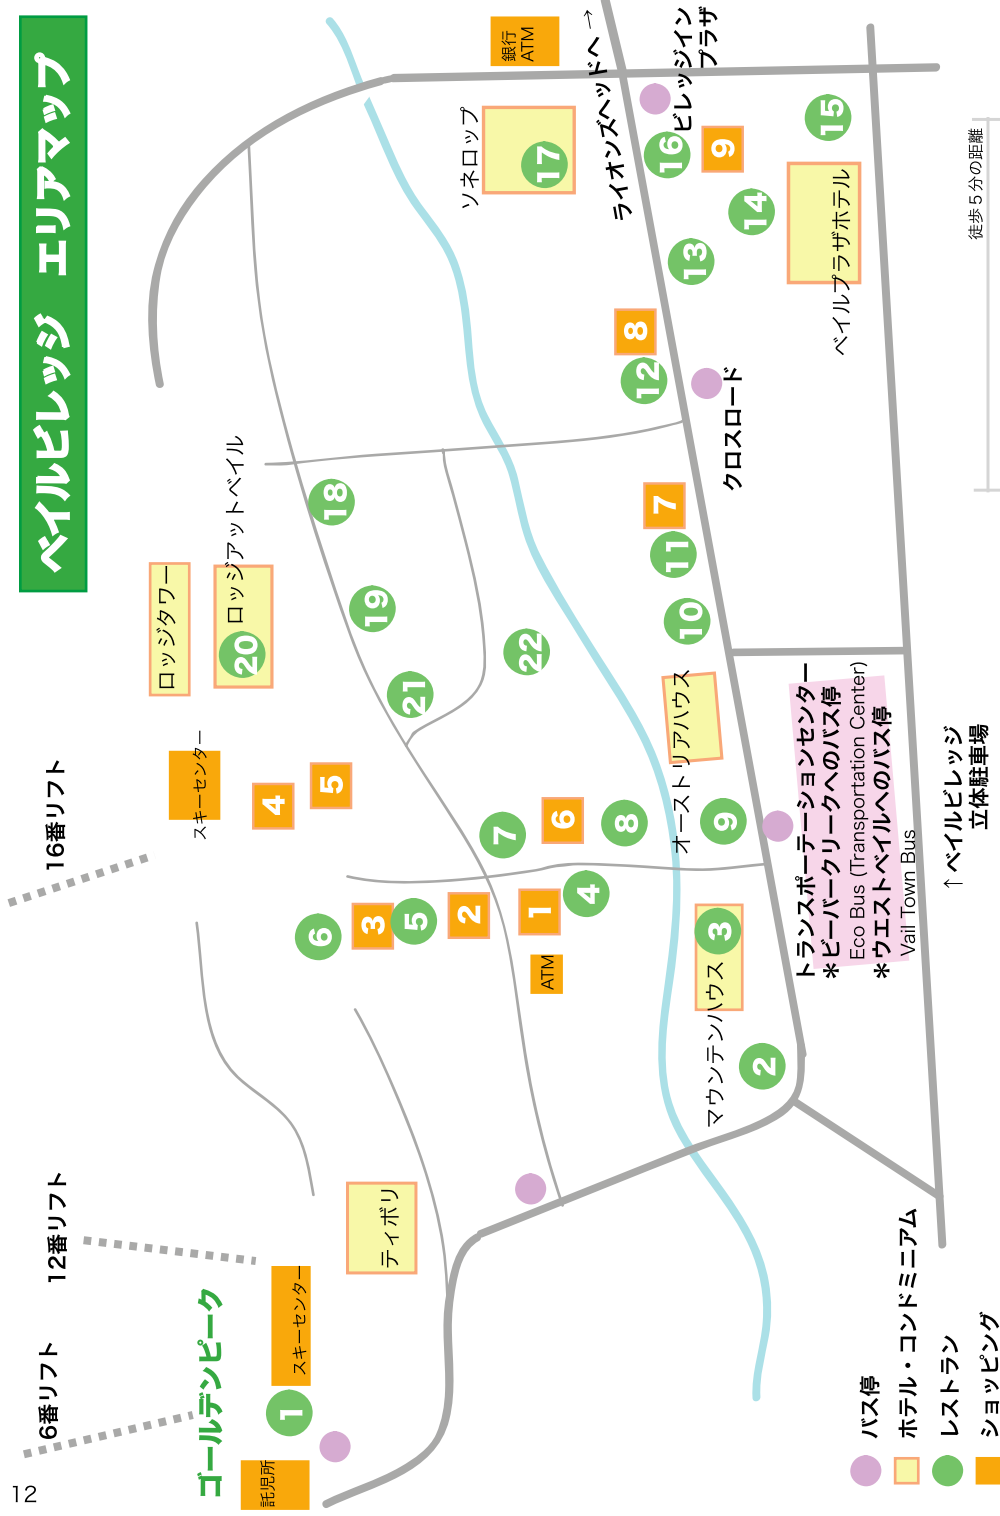 ベイルビレッジ　エリアマップ
16番リフト
12番リフト
6番リフト
ゴールデンピーク
託児所
1
スキーセンター
ティボリ
ロッジタワー
ロッジアットベイル
20
スキーセンター
4
5
6
3
5
2
1
ATM
4
7
6
8
9
18
19
21
22
ソネロップ
17
銀行
ATM
ライオンズヘッドへ →
ビレッジイン
プラザ
16
9
15
14
13
ベイルプラザホテル
8
12
クロスロード
7
11
10
オーストリアハウス
マウンテンハウス
3
2
トランスポーテーションセンター
＊ビーバークリークへのバス停
Eco Bus (Transportation Center)
＊ウエストベイルへのバス停
Vail Town Bus
↑ベイルビレッジ
立体駐車場
徒歩５分の距離
バス停
ホテル・コンドミニアム
レストラン
ショッピング
12